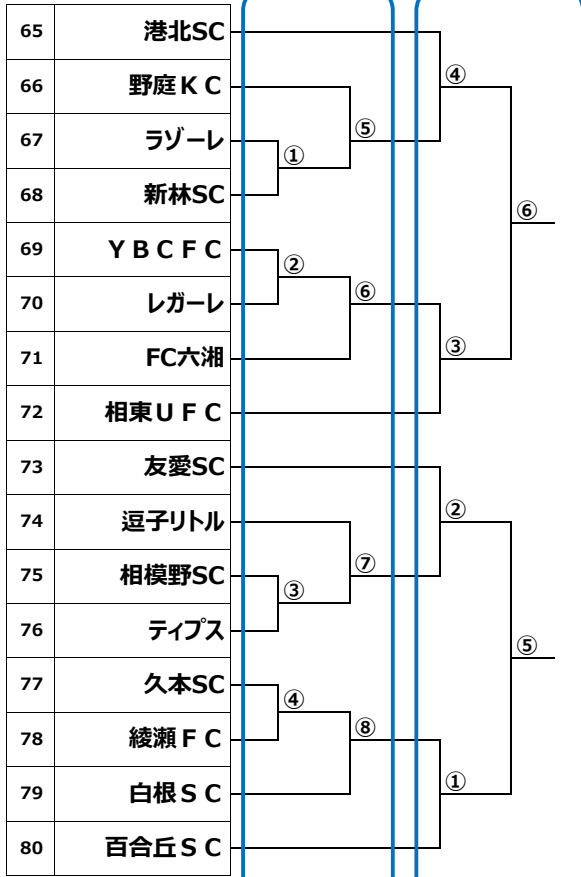 65 港北SC
④
66 野庭ＫＣ
⑤
67 ラゾーレ
①
68 新林SC
⑥
69 ＹＢＣＦＣ
②
70 レガーレ
⑥
71 FC六湘
③
72 相東ＵＦＣ
73 友愛SC
②
74 逗子リトル
⑦
75 相模野SC
③
76 ティプス
⑤
77 久本SC
④
78 綾瀬ＦＣ
⑧
79 白根ＳＣ
①
80 百合丘ＳＣ